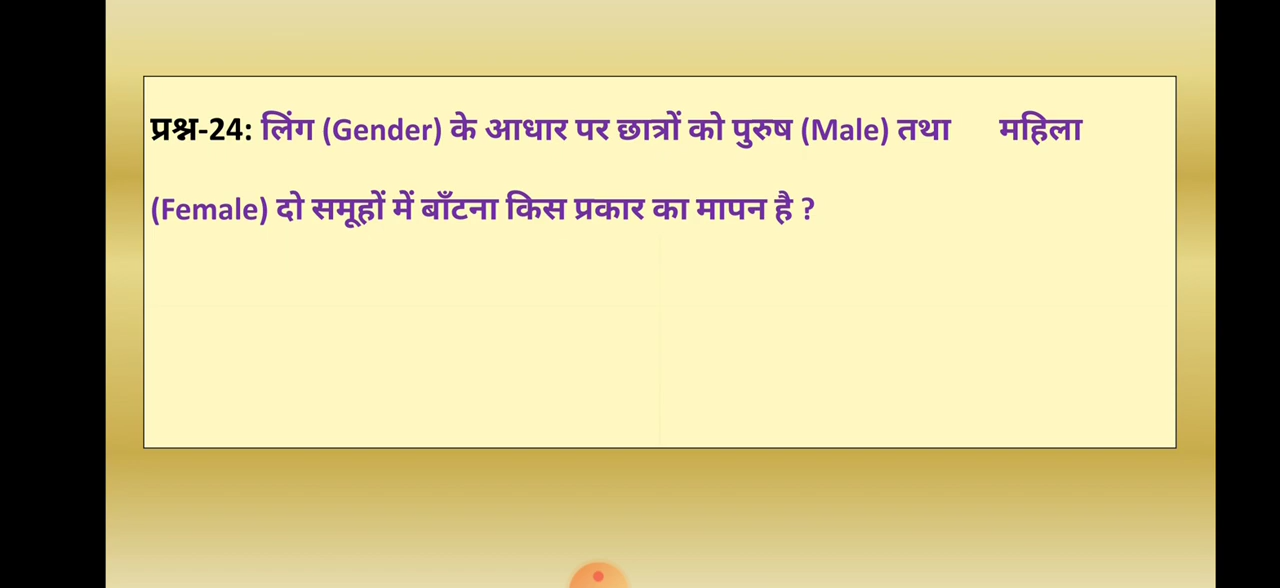 प्रश्न-24: लिंग (Gender) के आधार पर छात्रों को पुरुष (Male) तथा महिला
(Female) दो समूहों में बाँटना किस प्रकार का मापन है ?